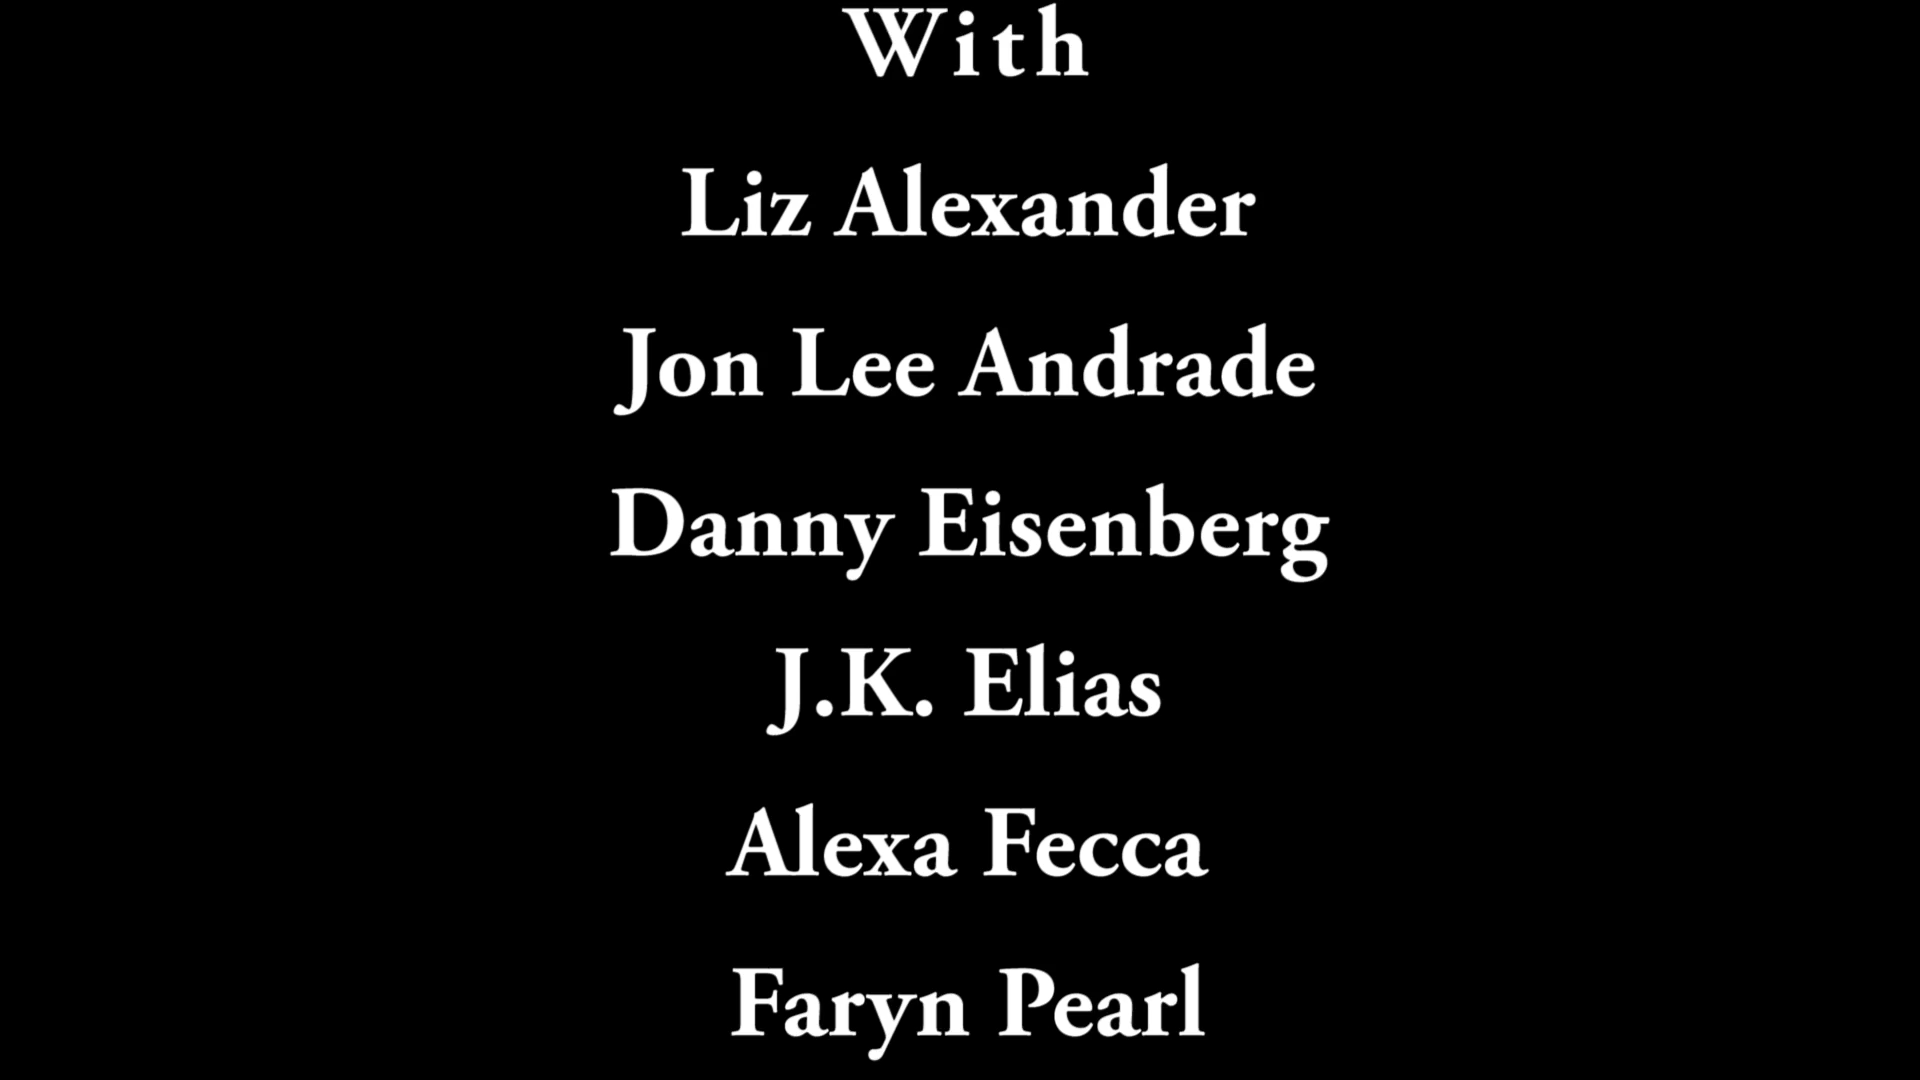 With
Liz Alexander
Jon Lee Andrade
Danny Eisenberg
J.K. Elias
Alexa Fecca
Faryn Pearl